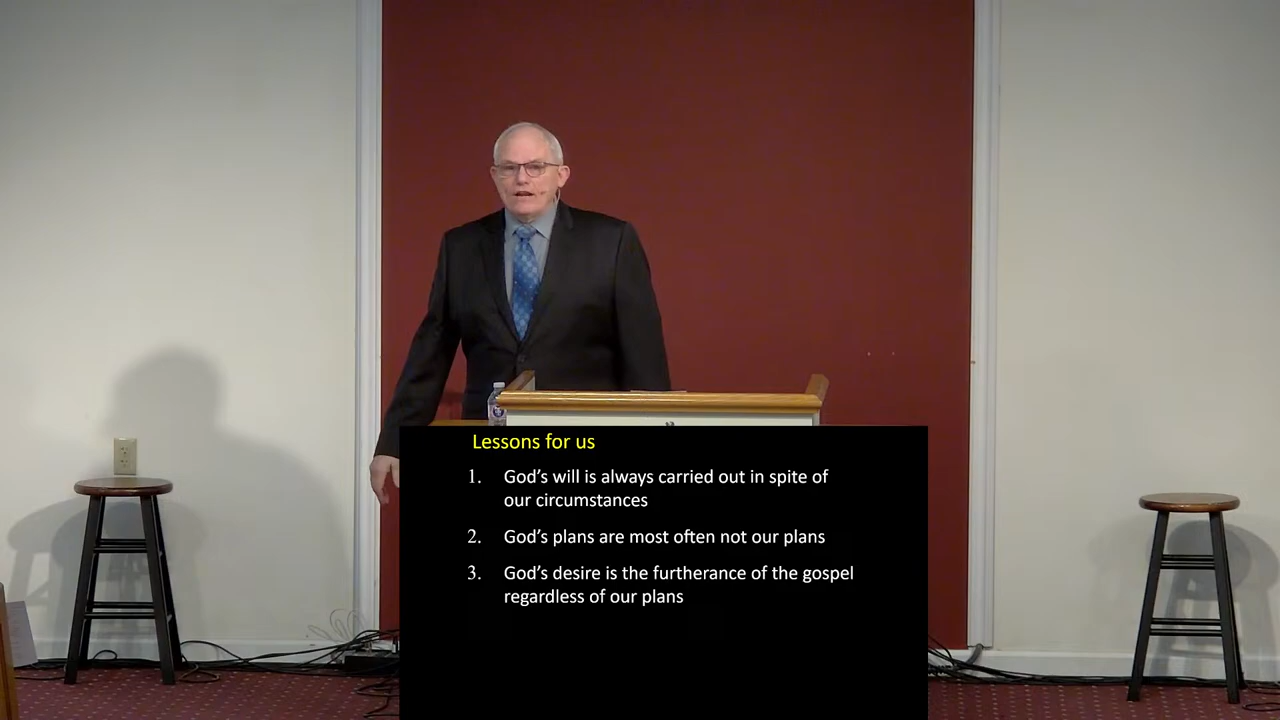 Lessons for us
1. God’s will is always carried out in spite of
our circumstances
2. God’s plans are most often not our plans
3. God’s desire is the furtherance of the gospel
regardless of our plans